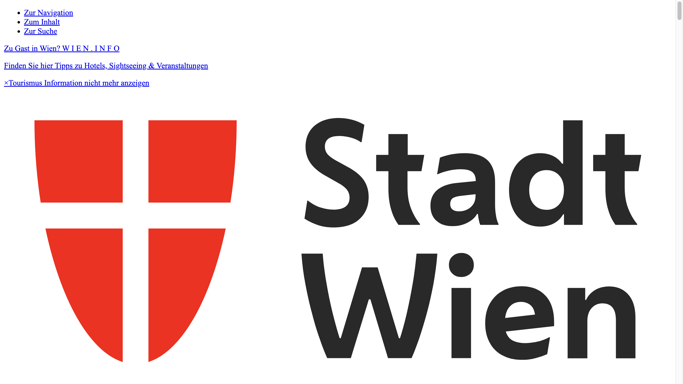 Zur Navigation
Zum Inhalt
Zur Suche
Zu Gast in Wien? W I E N . I N F O
Finden Sie hier Tipps zu Hotels, Sightseeing & Veranstaltungen
×Tourismus Information nicht mehr anzeigen
Stadt
Wien